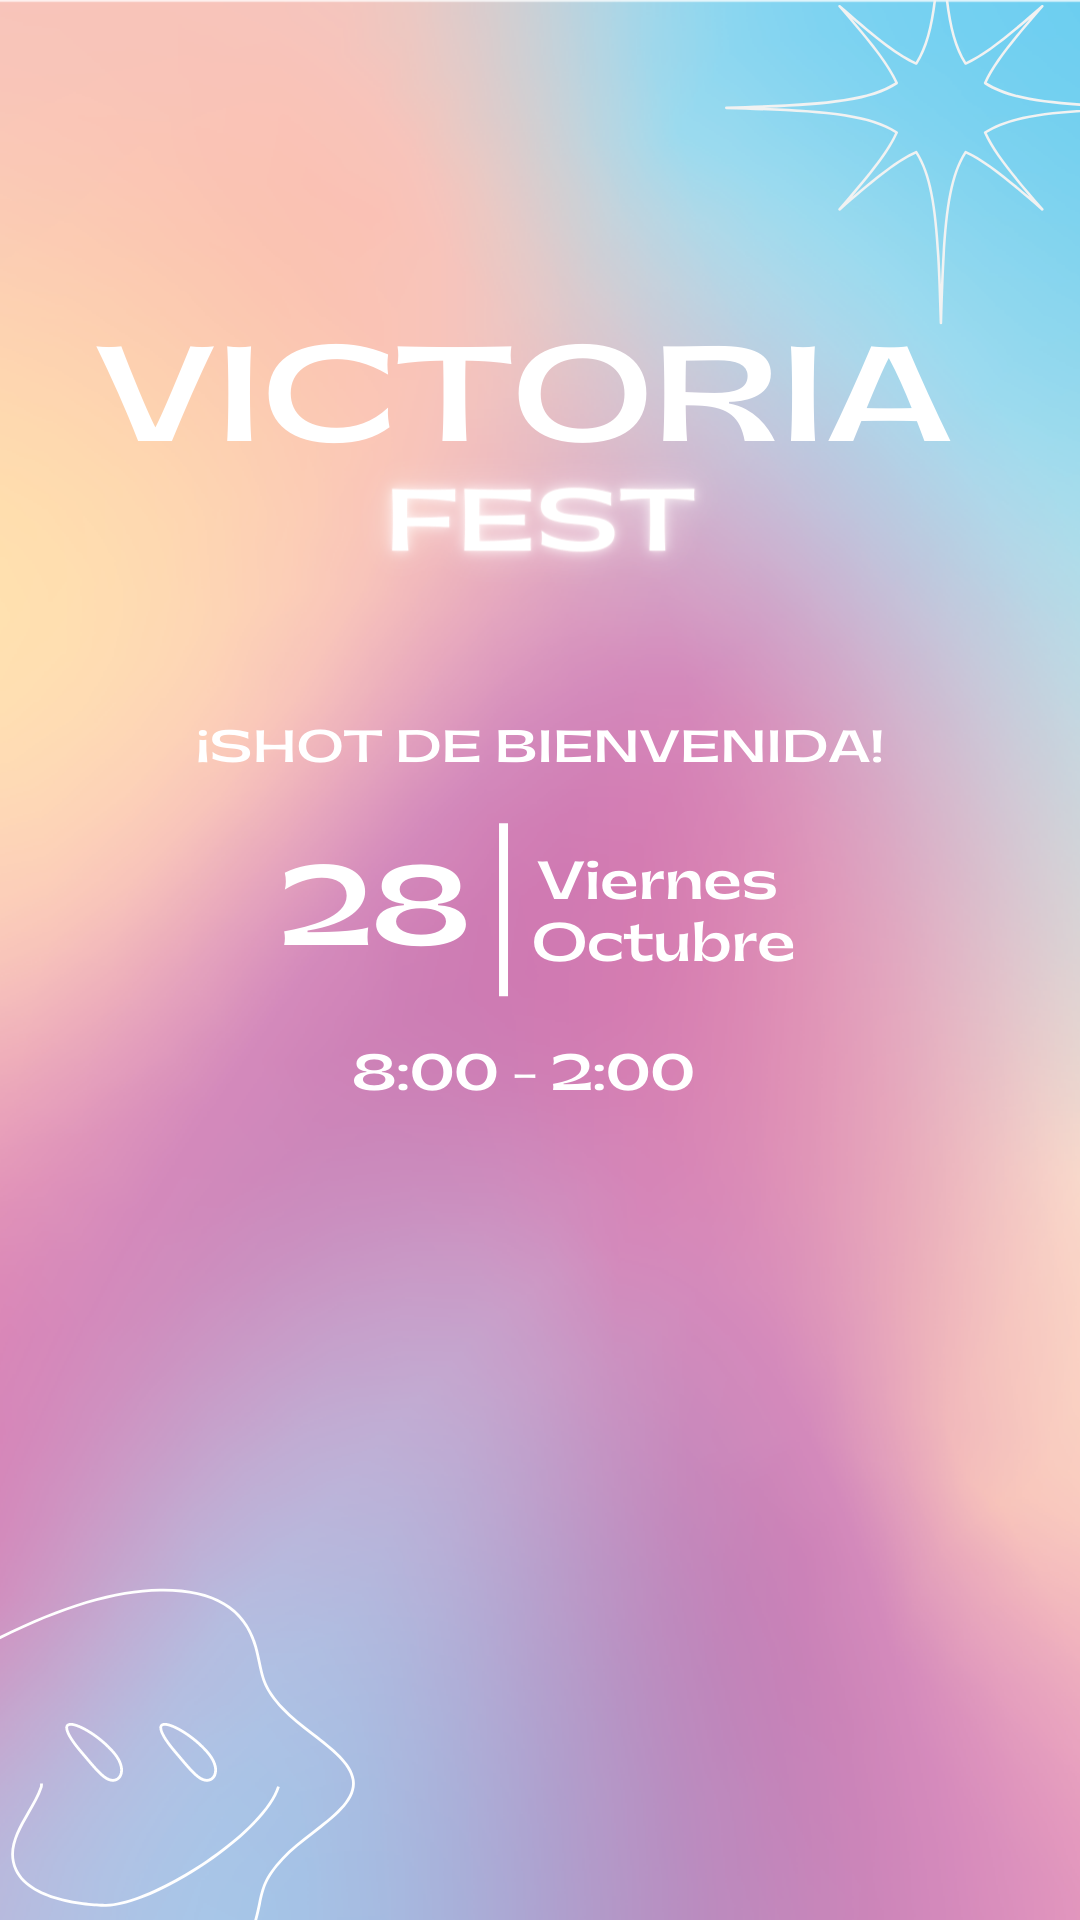 VICTORIA
FEST
¡SHOT DE BIENVENIDA!
28
Viernes
Octubre
8:00 - 2:00